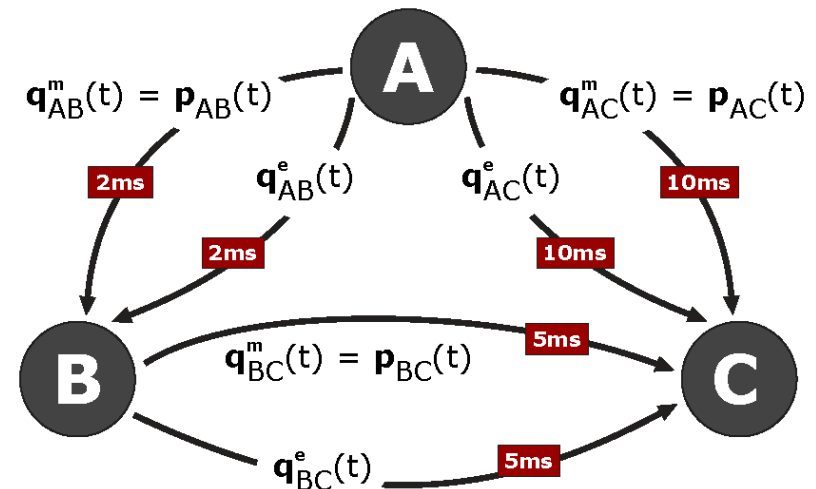 A
q^m_AB(t) = p_AB(t)
q^m_AC(t) = p_AC(t)
2ms
q^e_AB(t)
q^e_AC(t)
10ms
2ms
10ms
B
q^m_BC(t) = p_BC(t)
5ms
C
q^e_BC(t)
5ms